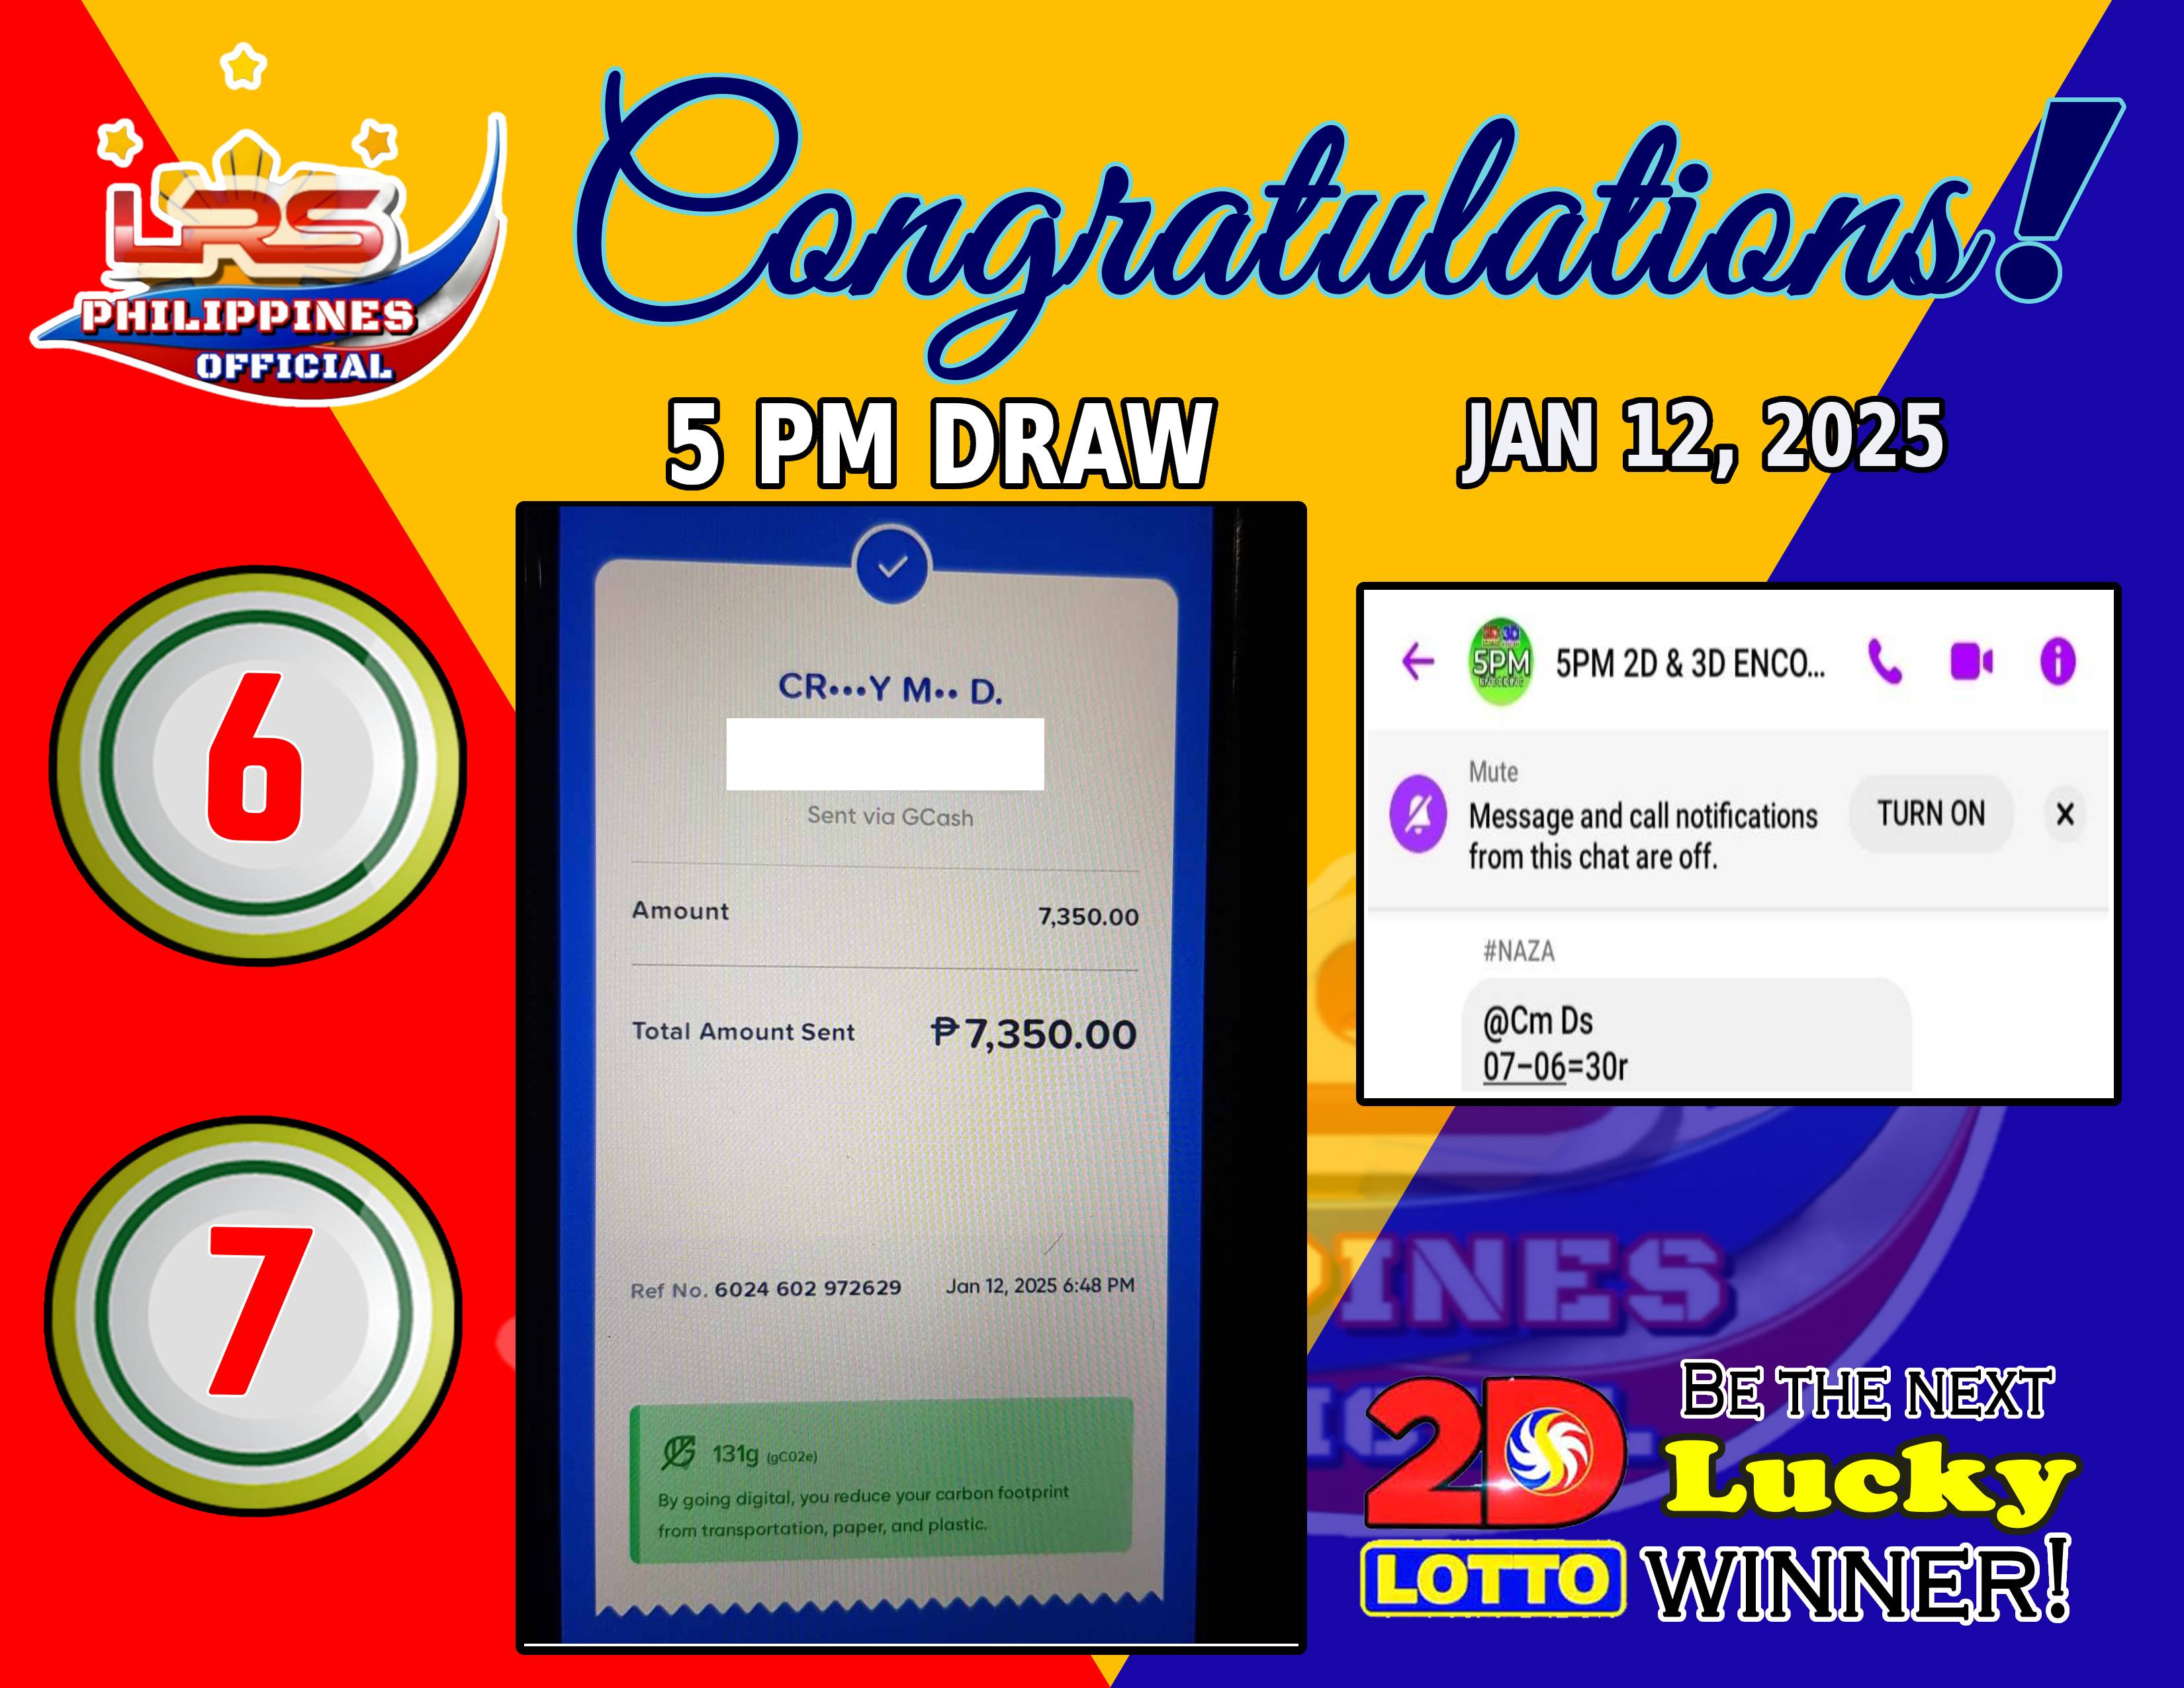 Congratulations!
LRS
PHILIPPINES
OFFICIAL
5 PM DRAW
JAN 12, 2025
6
7
CR•••Y M•• D.
Sent via GCash
Amount 7,350.00
Total Amount Sent ₱7,350.00
Ref No. 6024 602 972629 Jan 12, 2025 6:48 PM
131g (gCO2e)
By going digital, you reduce your carbon footprint
from transportation, paper, and plastic.
5PM
5PM 2D & 3D ENCO...
Mute
Message and call notifications
from this chat are off.
TURN ON
#NAZA
@Cm Ds
07-06=30r
PINES
2D
LOTTO
BE THE NEXT
Lucky
WINNER!